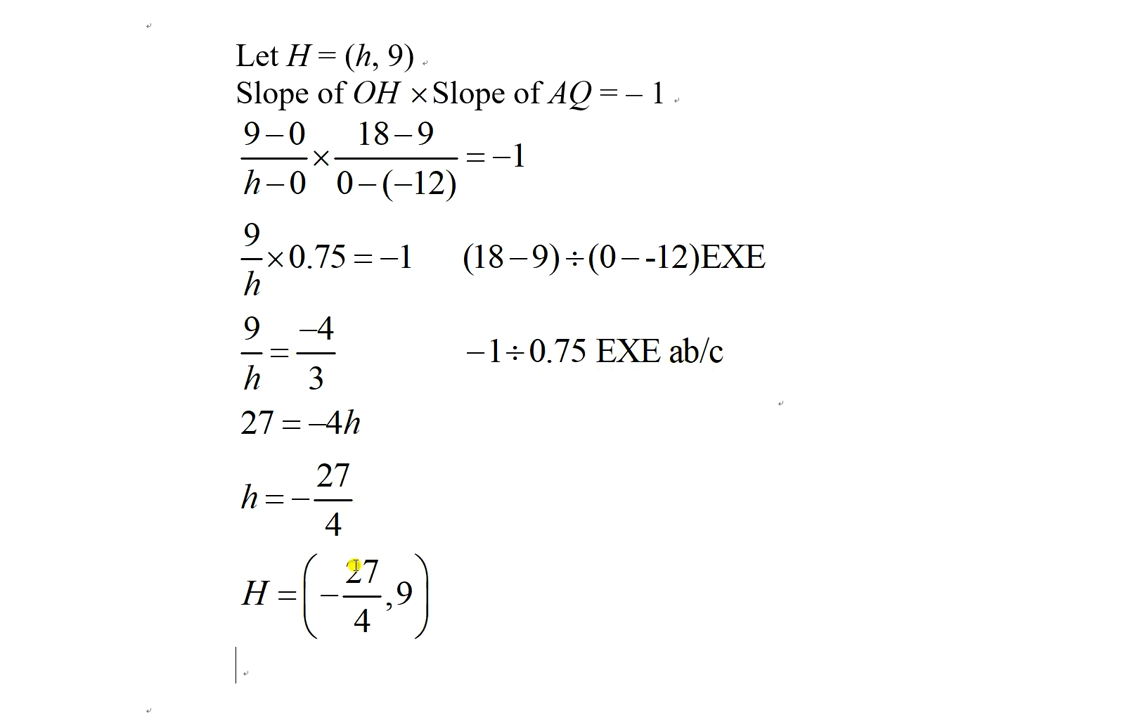 Let H = (h, 9)
Slope of OH × Slope of AQ = – 1
(9−0)/(h−0) × (18−9)/(0−(−12)) = −1
9/h × 0.75 = −1 (18−9)÷(0− -12)EXE
9/h = −4/3 −1÷0.75 EXE ab/c
27 = −4h
h = −27/4
H = (−27/4, 9)